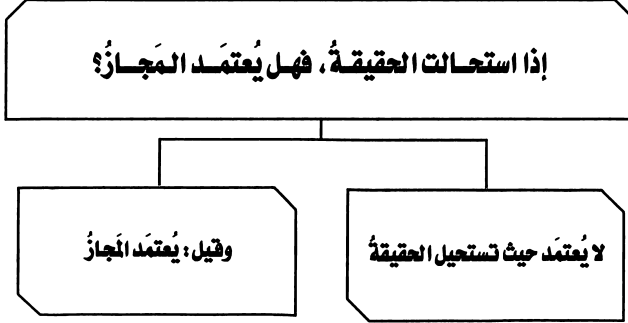 إذا استحالت الحقيقةُ، فهل يُعتمَد المَجازُ؟
لا يُعتمَد حيث تستحيل الحقيقةُ
وقيل: يُعتمَد المَجازُ